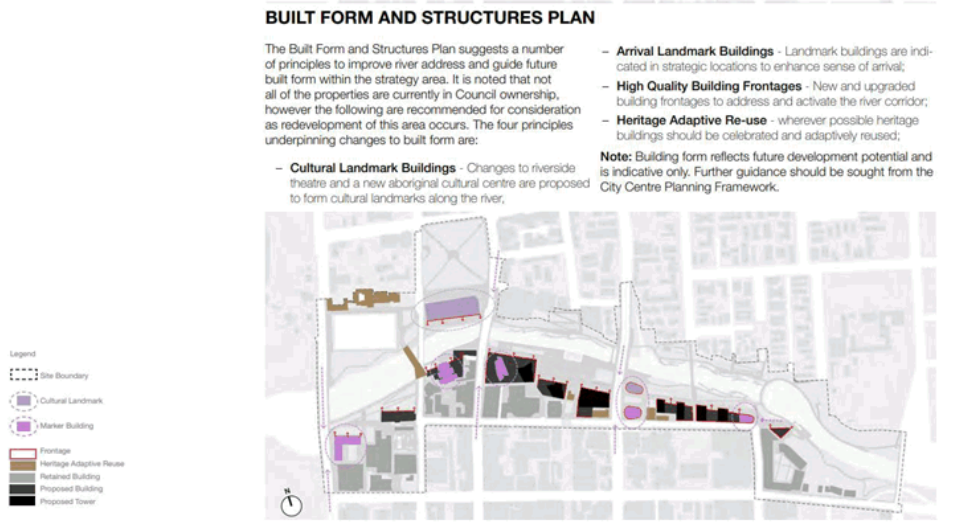 BUILT FORM AND STRUCTURES PLAN
The Built Form and Structures Plan suggests a number
of principles to improve river address and guide future
built form within the strategy area. It is noted that not
all of the properties are currently in Council ownership,
however the following are recommended for consideration
as redevelopment of this area occurs. The four principles
underpinning changes to built form are:
– Cultural Landmark Buildings - Changes to riverside
theatre and a new aboriginal cultural centre are proposed
to form cultural landmarks along the river,
– Arrival Landmark Buildings - Landmark buildings are indi-
cated in strategic locations to enhance sense of arrival;
– High Quality Building Frontages - New and upgraded
building frontages to address and activate the river corridor;
– Heritage Adaptive Re-use - wherever possible heritage
buildings should be celebrated and adaptively reused;
Note: Building form reflects future development potential and
is indicative only. Further guidance should be sought from the
City Centre Planning Framework.
Legend
Site Boundary
Cultural Landmark
Marker Building
Frontage
Heritage Adaptive Reuse
Retained Building
Proposed Building
Proposed Tower
N